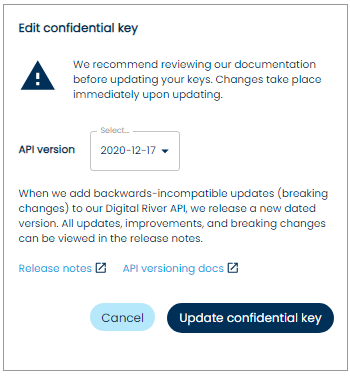 Edit confidential key
We recommend reviewing our documentation
before updating your keys. Changes take place
immediately upon updating.
Select...
API version 2020-12-17
When we add backwards-incompatible updates (breaking
changes) to our Digital River API, we release a new dated
version. All updates, improvements, and breaking changes
can be viewed in the release notes.
Release notes API versioning docs
Cancel Update confidential key